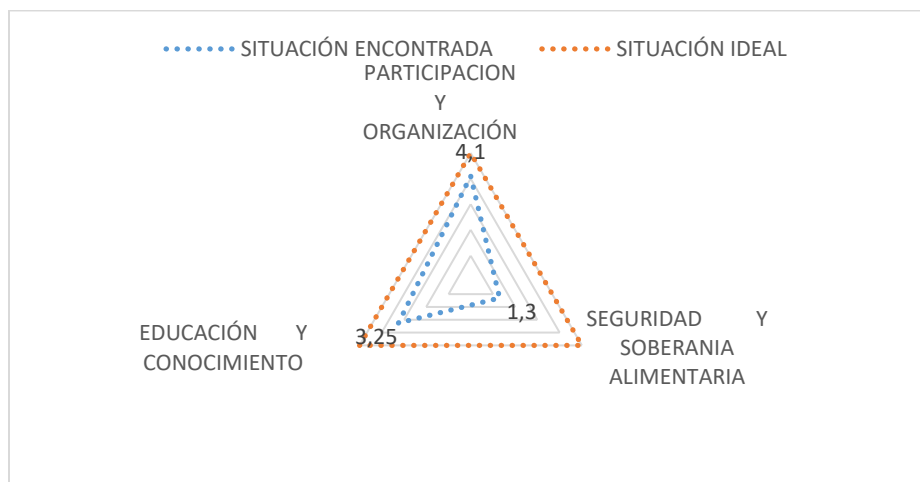 SITUACIÓN ENCONTRADA SITUACIÓN IDEAL
PARTICIPACION
Y
ORGANIZACIÓN
4,1
1,3
SEGURIDAD Y
SOBERANIA
ALIMENTARIA
3,25
EDUCACIÓN Y
CONOCIMIENTO